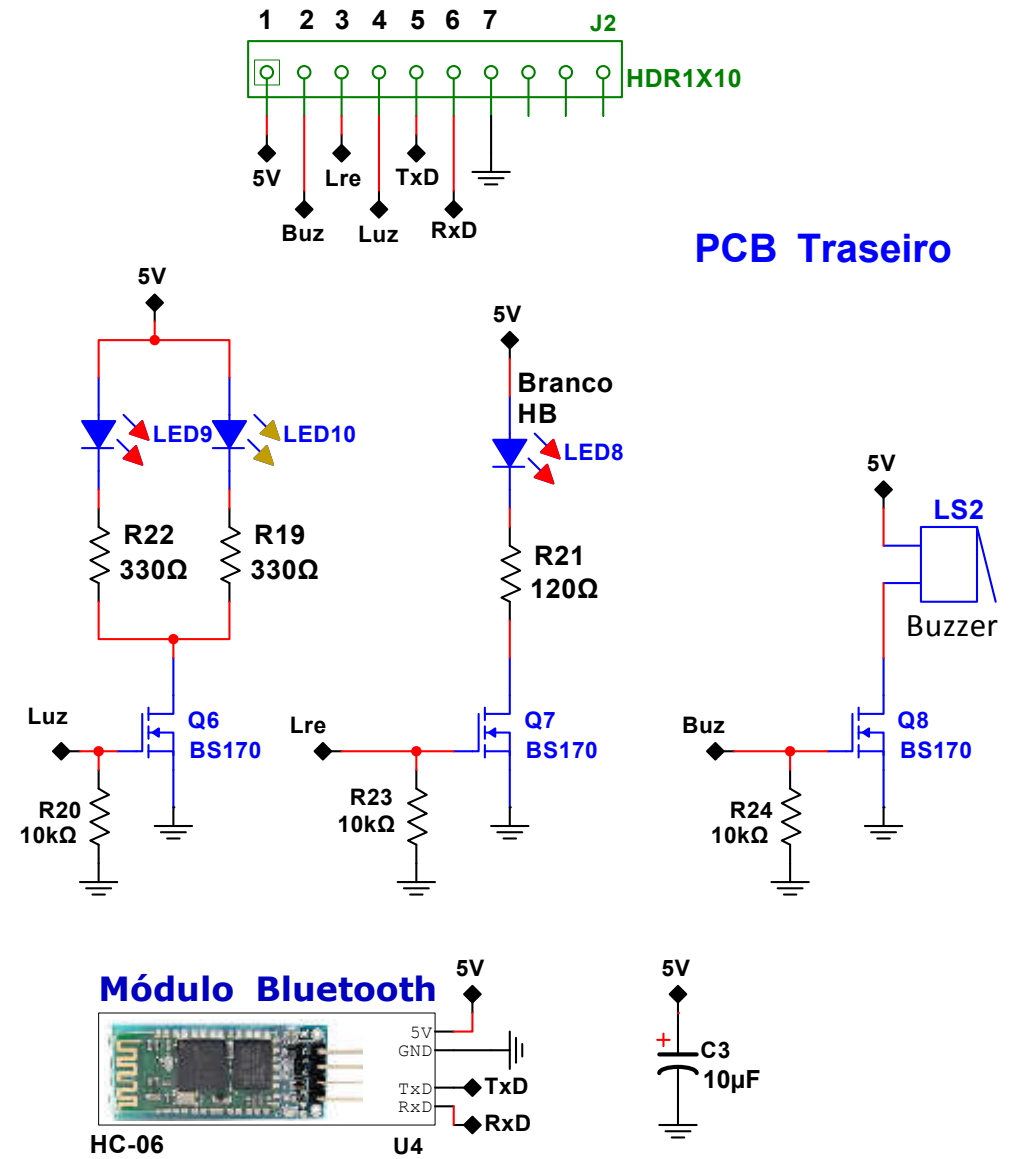 1 2 3 4 5 6 7
J2
HDR1X10
5V
Lre
TxD
Buz
Luz
RxD
PCB Traseiro
5V
LED9
LED10
R22
330Ω
R19
330Ω
Luz
Q6
BS170
R20
10kΩ
5V
Branco
HB
LED8
R21
120Ω
Lre
Q7
BS170
R23
10kΩ
5V
LS2
Buzzer
Buz
Q8
BS170
R24
10kΩ
Módulo Bluetooth
5V
5V
GND
TxD
RxD
TxD
RxD
HC-06
U4
5V
+
C3
10µF